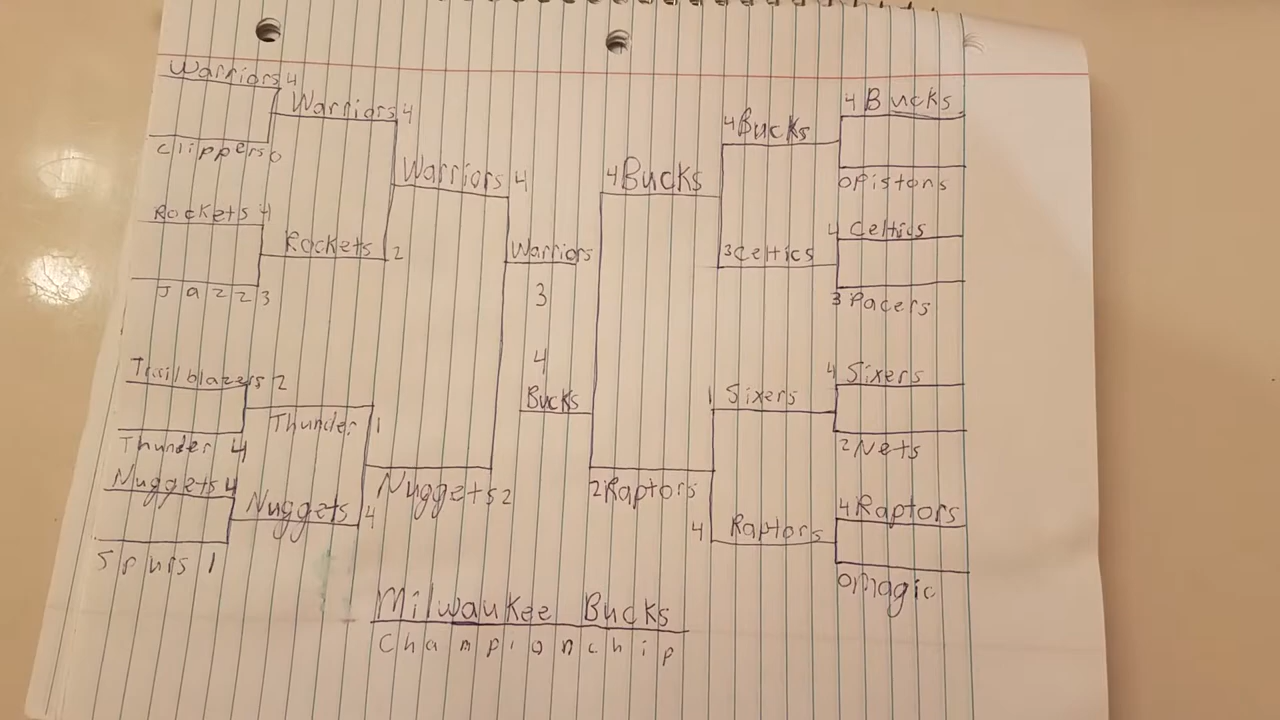 Warriors 4
Clippers 0
Rockets 4
Jazz 3
Trailblazers 2
Thunder 4
Nuggets 4
Spurs 1
Warriors 4
Rockets 2
Thunder 1
Nuggets 4
Warriors 4
Nuggets 2
Warriors
3
4
Bucks
4 Bucks
2 Raptors
4 Bucks
3 Celtics
1 Sixers
4 Raptors
4 Bucks
0 Pistons
4 Celtics
3 Pacers
4 Sixers
2 Nets
4 Raptors
0 Magic
Milwaukee Bucks
Championchip